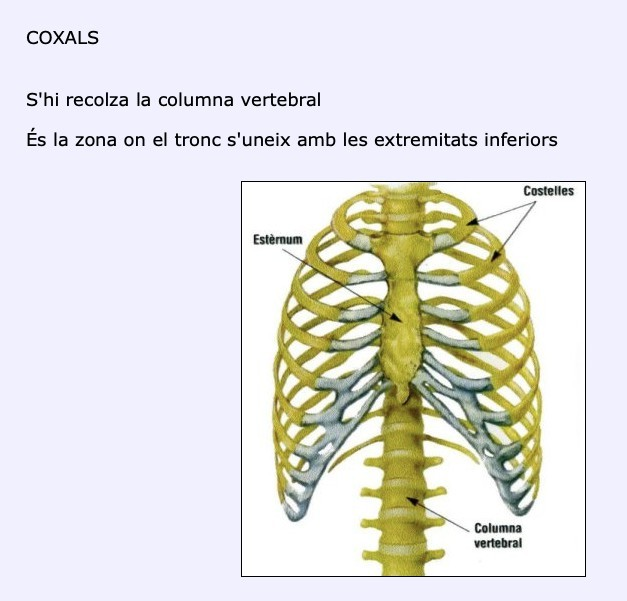 COXALS
S'hi recolza la columna vertebral
És la zona on el tronc s'uneix amb les extremitats inferiors
Costelles
Estèrnum
Columna
vertebral